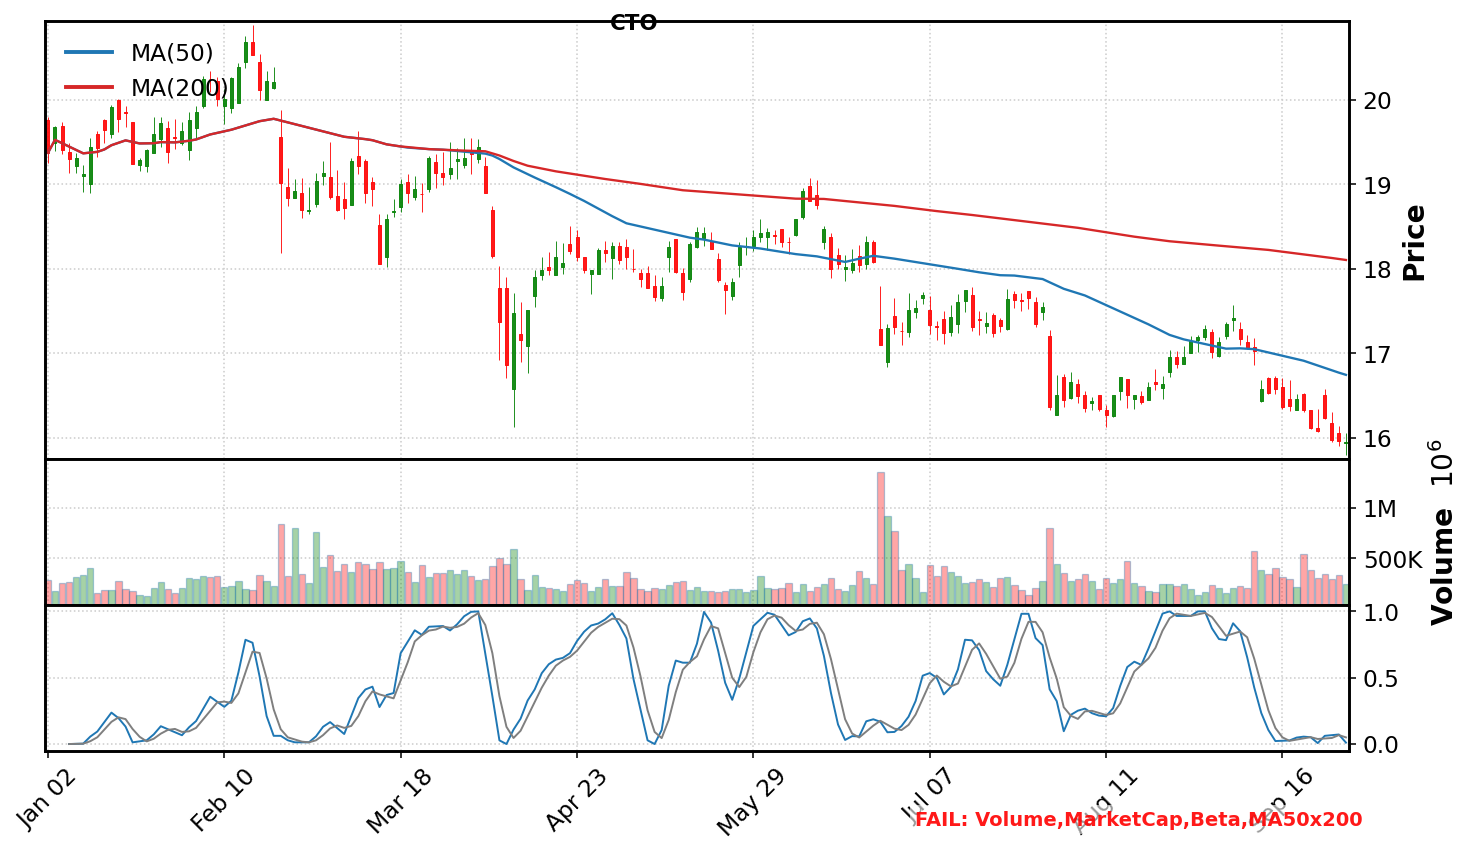 CTO
MA(50)
MA(200)
20
19
18
17
16
Price
1M
500K
Volume 10^6
1.0
0.5
0.0
Jan 02
Feb 10
Mar 18
Apr 23
May 29
Jul 07
Aug 11
Sep 16
FAIL: Volume,MarketCap,Beta,MA50x200